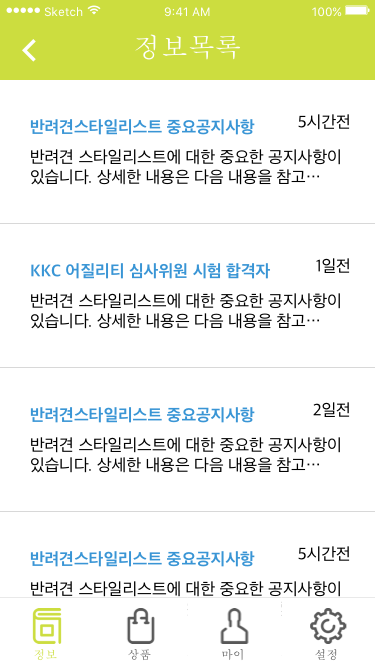 Sketch 9:41 AM 100%
정보목록
반려견스타일리스트 중요공지사항 5시간전
반려견 스타일리스트에 대한 중요한 공지사항이
있습니다. 상세한 내용은 다음 내용을 참고…
KKC 어질리티 심사위원 시험 합격자 1일전
반려견 스타일리스트에 대한 중요한 공지사항이
있습니다. 상세한 내용은 다음 내용을 참고…
반려견스타일리스트 중요공지사항 2일전
반려견 스타일리스트에 대한 중요한 공지사항이
있습니다. 상세한 내용은 다음 내용을 참고…
반려견스타일리스트 중요공지사항 5시간전
반려견 스타일리스트에 대한 중요한 공지사항이
정보 상품 마이 설정